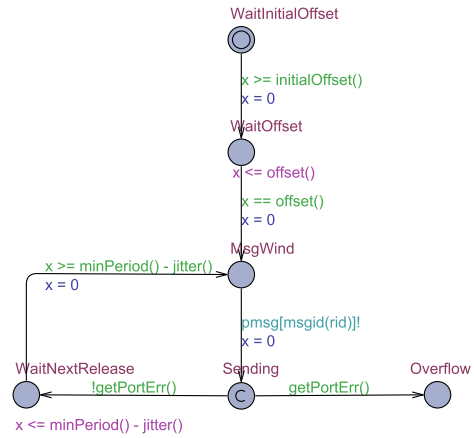 WaitInitialOffset
x >= initialOffset()
x = 0
WaitOffset
x <= offset()
x == offset()
x = 0
MsgWind
x >= minPeriod() - jitter()
x = 0
pmsg[msgid(rid)]!
x = 0
WaitNextRelease
Sending
Overflow
!getPortErr()
getPortErr()
C
x <= minPeriod() - jitter()